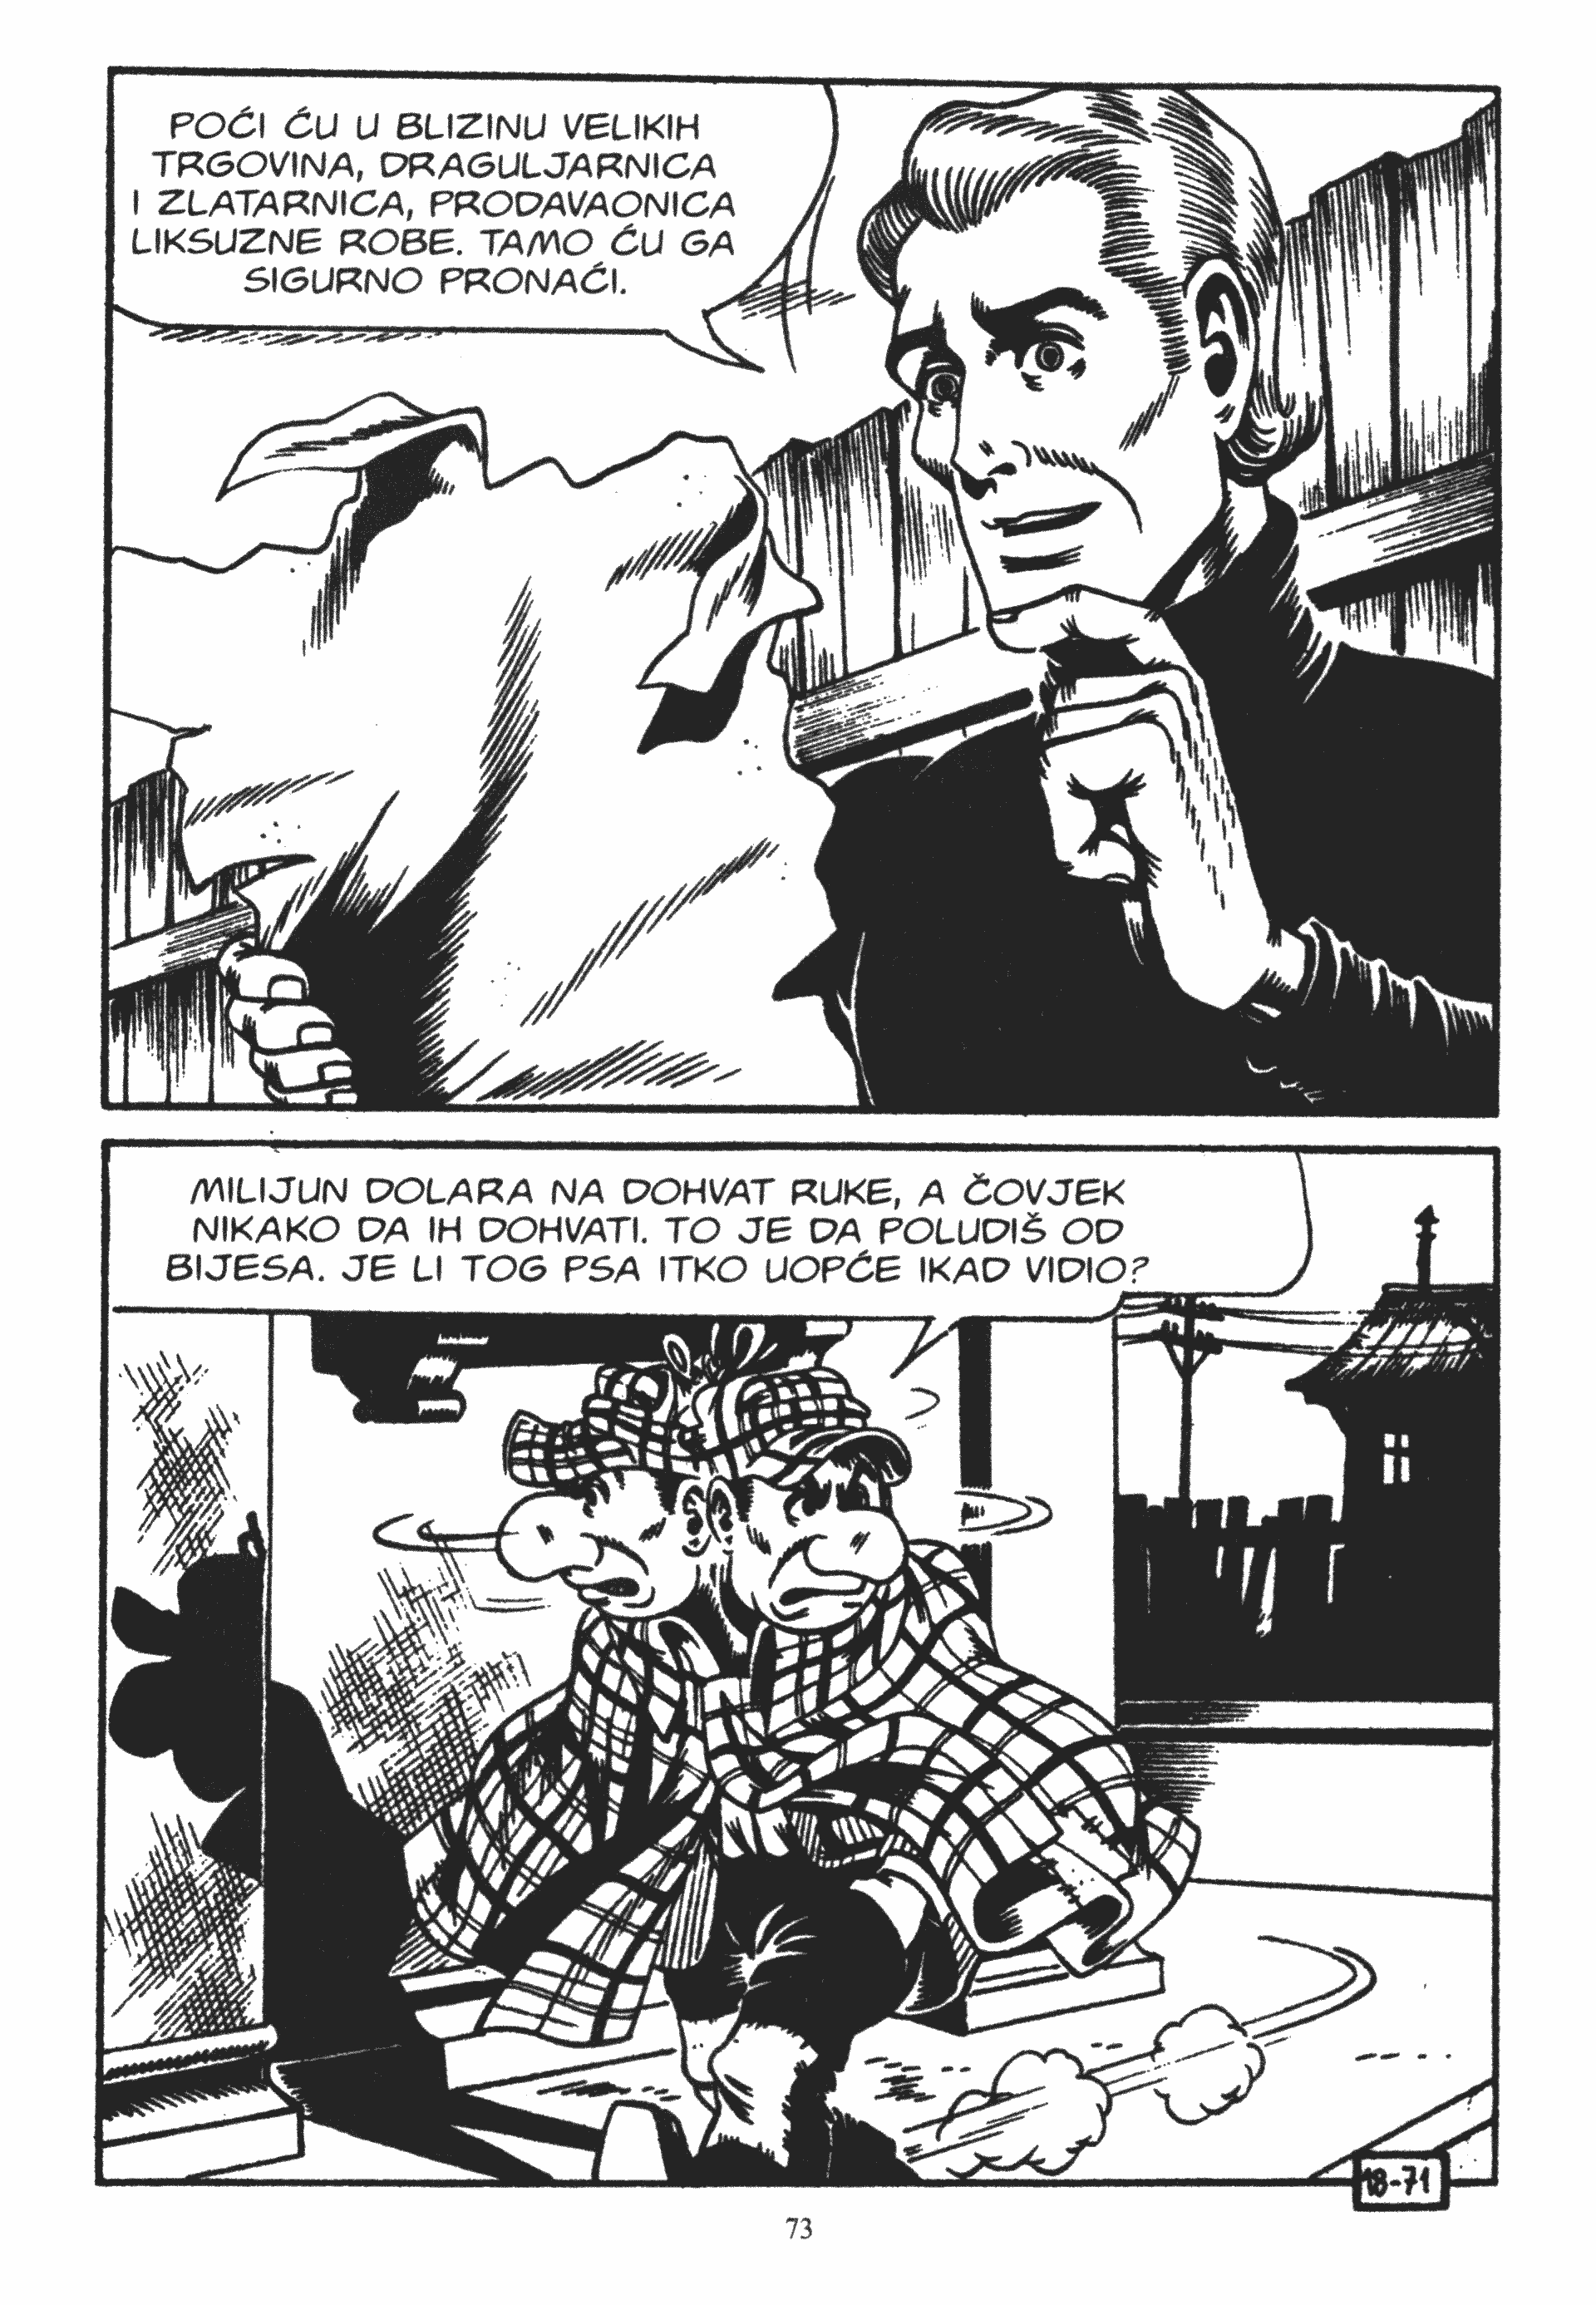 POĆI ĆU U BLIZINU VELIKIH
TRGOVINA, DRAGULJARNICA
I ZLATARNICA, PRODAVAONICA
LIKSUZNE ROBE. TAMO ĆU GA
SIGURNO PRONAĆI.
MILIJUN DOLARA NA DOHVAT RUKE, A ČOVJEK
NIKAKO DA IH DOHVATI. TO JE DA POLUDIŠ OD
BIJESA. JE LI TOG PSA ITKO UOPĆE IKAD VIDIO?
18-71
73